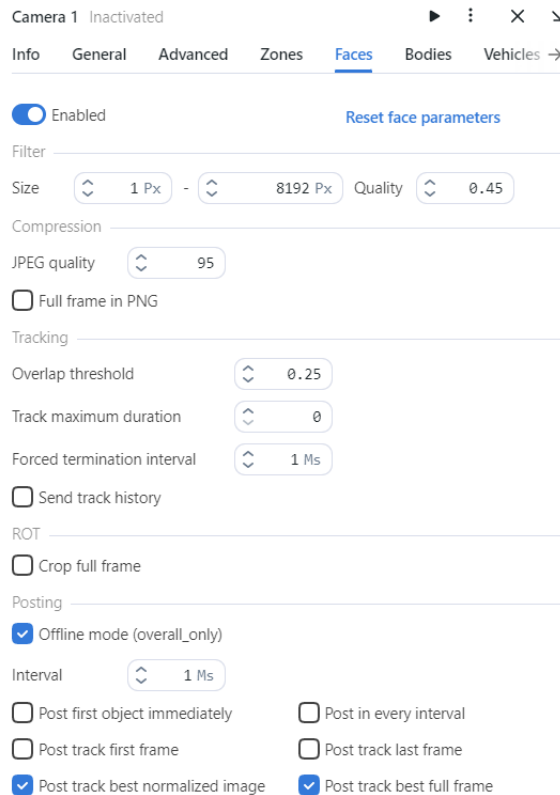 Camera 1 Inactivated
Info General Advanced Zones Faces Bodies Vehicles
Enabled Reset face parameters
Filter
Size 1 Px - 8192 Px Quality 0.45
Compression
JPEG quality 95
Full frame in PNG
Tracking
Overlap threshold 0.25
Track maximum duration 0
Forced termination interval 1 Ms
Send track history
ROT
Crop full frame
Posting
Offline mode (overall_only)
Interval 1 Ms
Post first object immediately Post in every interval
Post track first frame Post track last frame
Post track best normalized image Post track best full frame